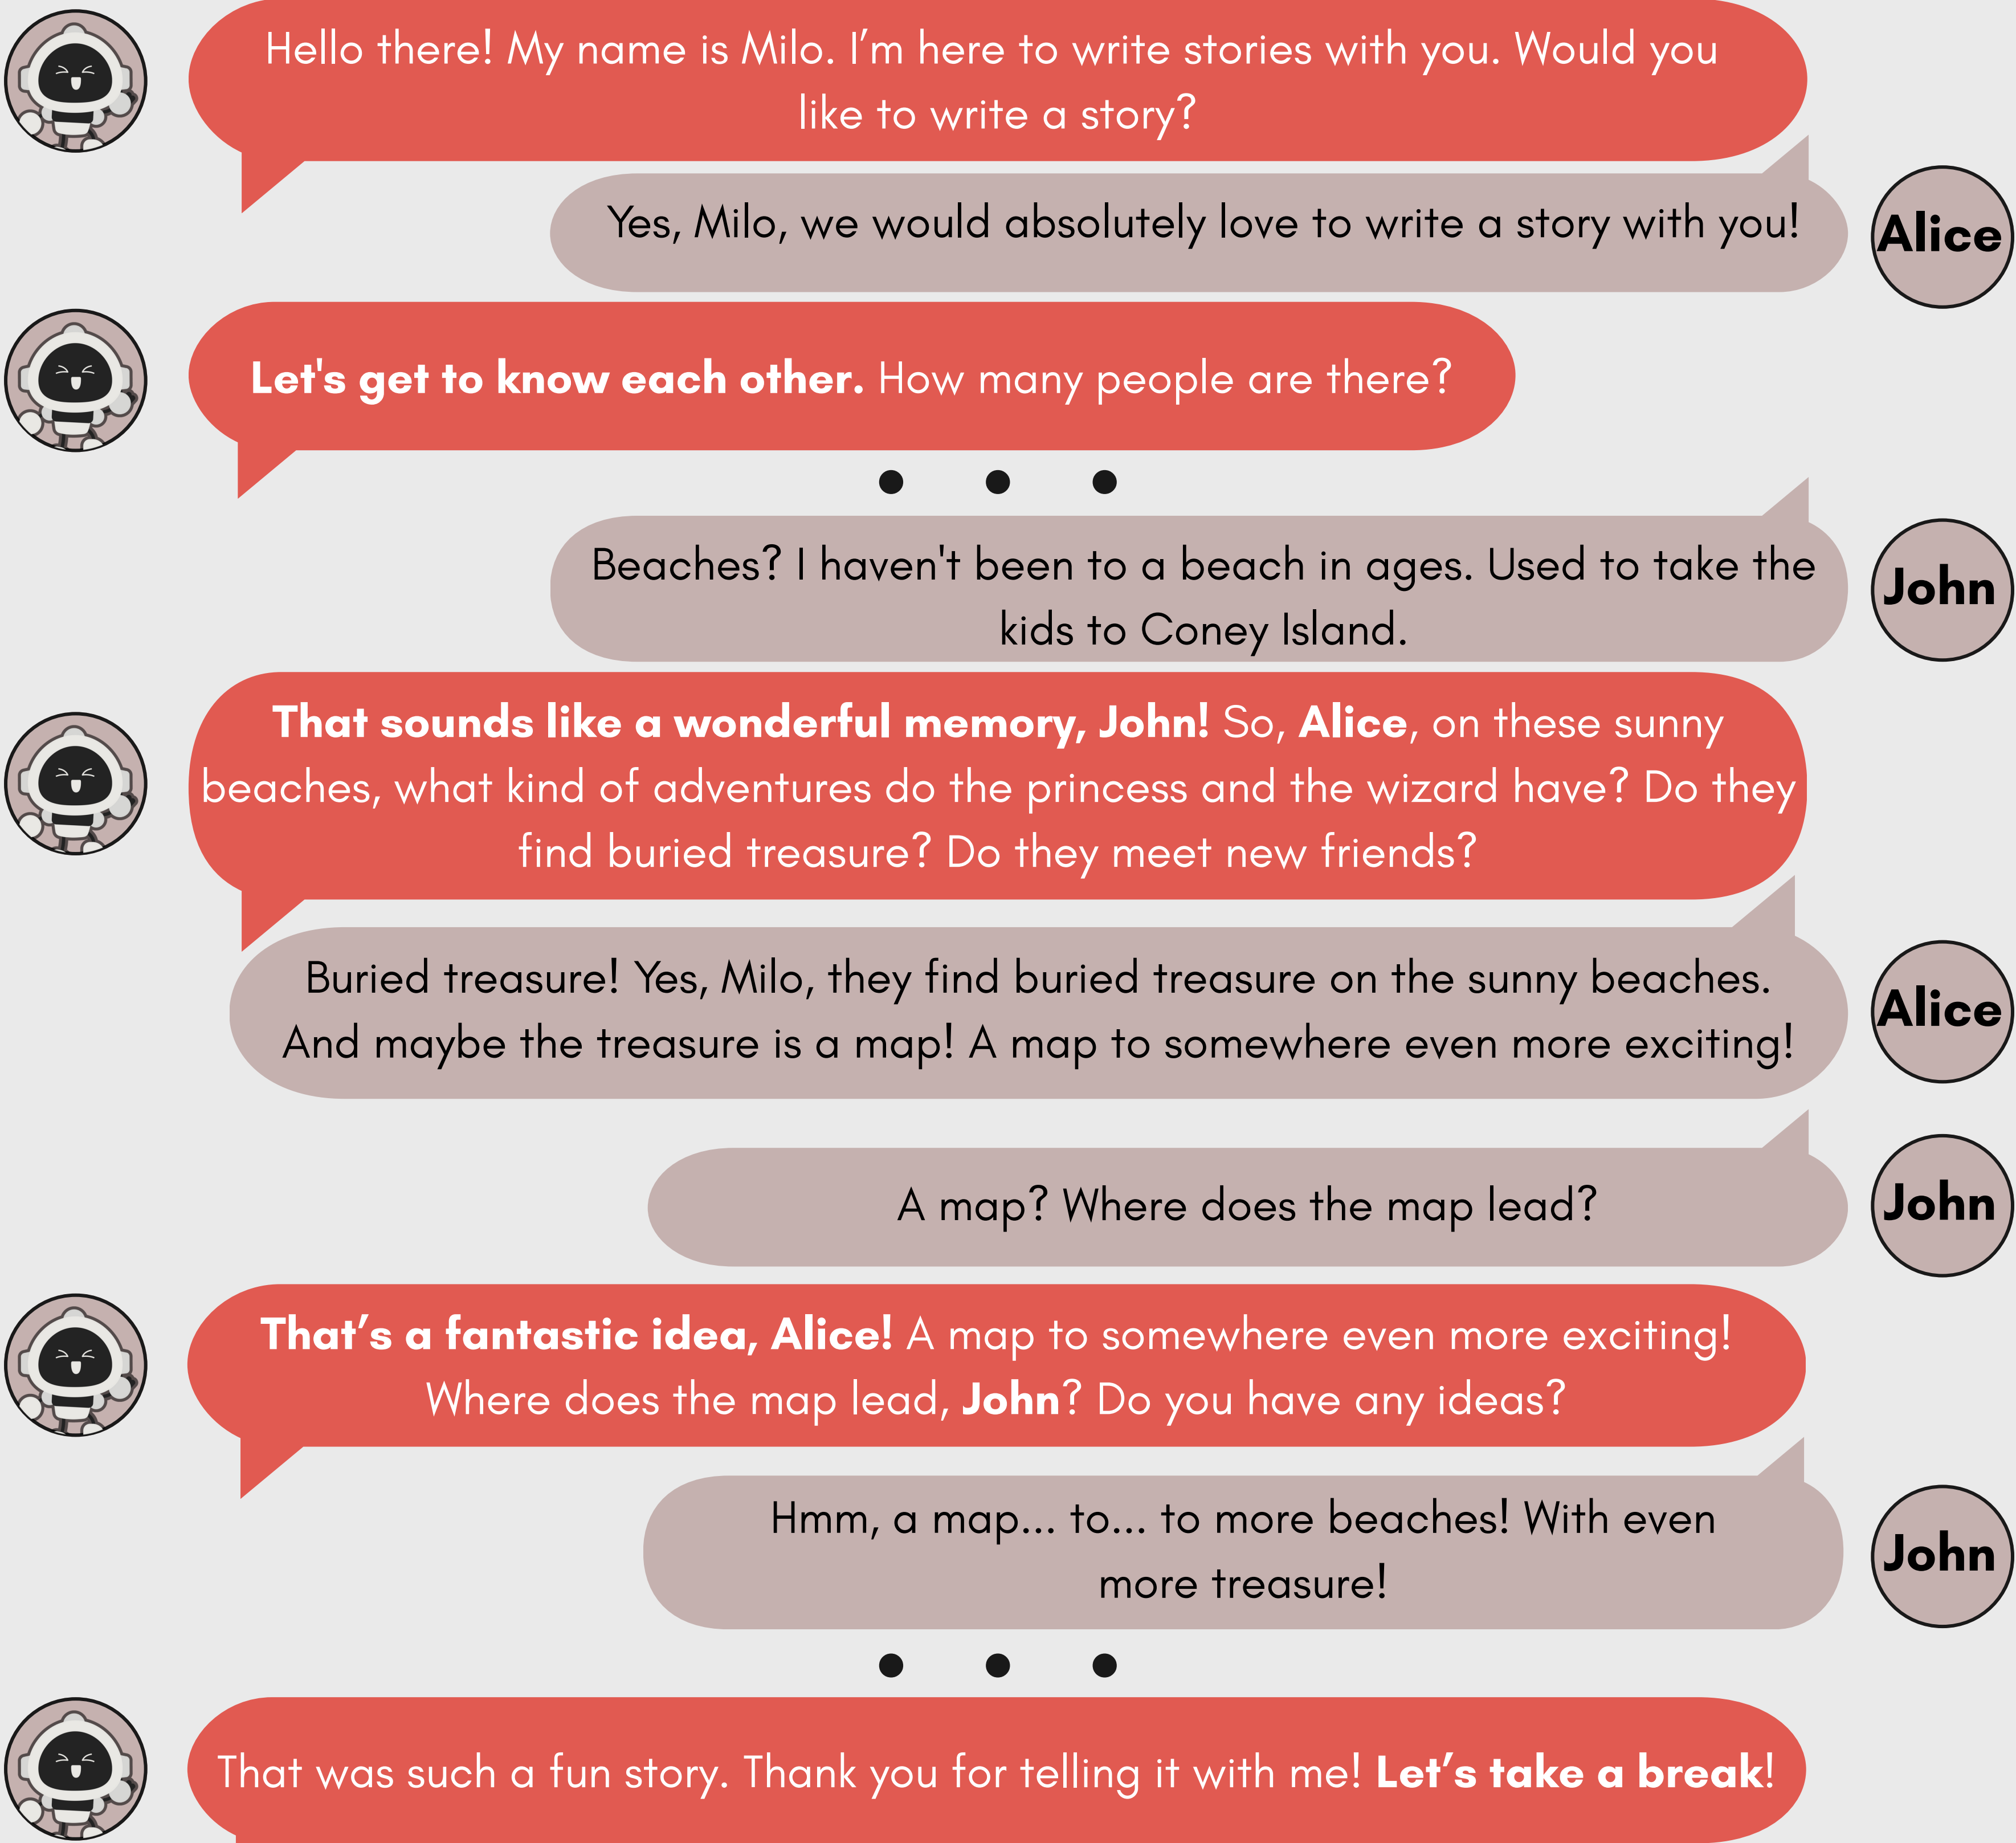 Hello there! My name is Milo. I’m here to write stories with you. Would you
like to write a story?
Yes, Milo, we would absolutely love to write a story with you!
Alice
Let's get to know each other. How many people are there?
Beaches? I haven't been to a beach in ages. Used to take the
kids to Coney Island.
John
That sounds like a wonderful memory, John! So, Alice, on these sunny
beaches, what kind of adventures do the princess and the wizard have? Do they
find buried treasure? Do they meet new friends?
Buried treasure! Yes, Milo, they find buried treasure on the sunny beaches.
And maybe the treasure is a map! A map to somewhere even more exciting!
Alice
A map? Where does the map lead?
John
That’s a fantastic idea, Alice! A map to somewhere even more exciting!
Where does the map lead, John? Do you have any ideas?
Hmm, a map... to... to more beaches! With even
more treasure!
John
That was such a fun story. Thank you for telling it with me! Let’s take a break!